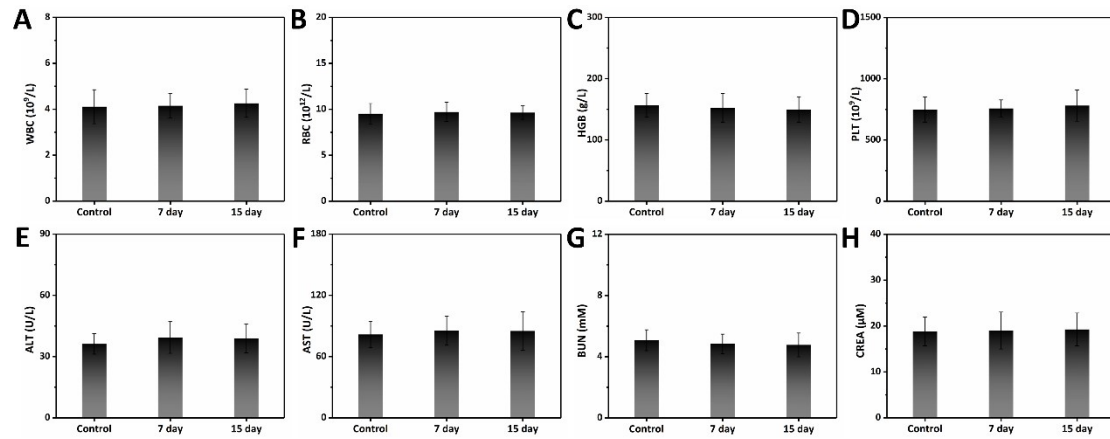 A
WBC (10⁹/L)
8
6
4
2
0
Control 7 day 15 day
B
RBC (10¹²/L)
20
15
10
5
0
Control 7 day 15 day
C
HGB (g/L)
300
225
150
75
0
Control 7 day 15 day
D
PLT (10⁹/L)
1500
1000
500
0
Control 7 day 15 day
E
ALT (U/L)
90
60
30
0
Control 7 day 15 day
F
AST (U/L)
180
120
60
0
Control 7 day 15 day
G
BUN (mM)
12
8
4
0
Control 7 day 15 day
H
CREA (μM)
40
30
20
10
0
Control 7 day 15 day